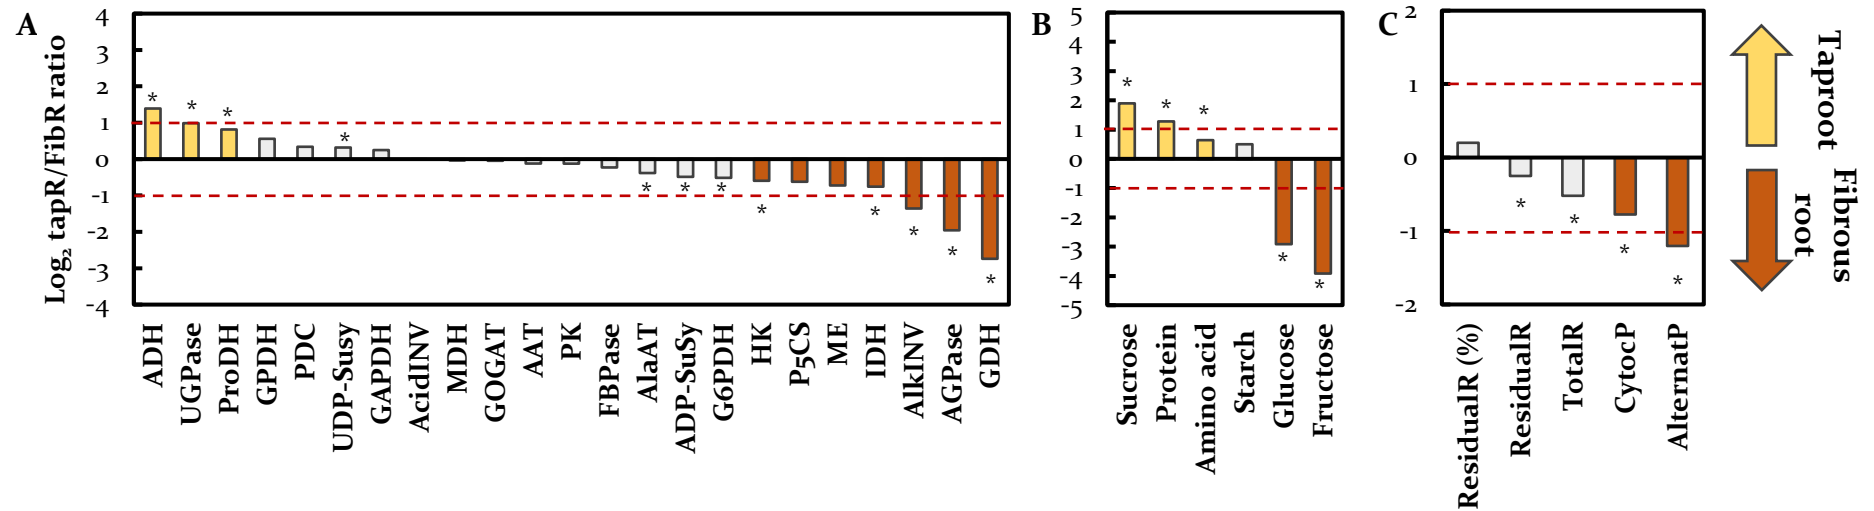 A
Log₂ tapR/FibR ratio
4
3
2
1
0
-1
-2
-3
-4
*
*
*
*
*
*
*
*
*
*
*
*
ADH
UGPase
ProDH
GPDH
PDC
UDP-Susy
GAPDH
AcidINV
MDH
GOGAT
AAT
PK
FBPase
AlaAT
ADP-SuSy
G6PDH
HK
P5CS
ME
IDH
AlkINV
AGPase
GDH
B
5
4
3
2
1
0
-1
-2
-3
-4
-5
*
*
*
*
*
Sucrose
Protein
Amino acid
Starch
Glucose
Fructose
C
2
1
0
-1
-2
*
*
*
*
ResidualR (%)
ResidualR
TotalR
CytocP
AlternatP
Taproot
Fibrous
root